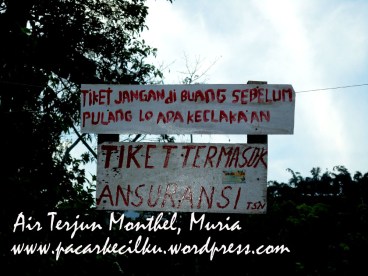 TIKET JANGAN di BUANG SEBELUM
PULANG LO ADA KECLAKA'AN
TIKET TERMASUK
ANSURANSI TSN
Air Terjun Monthel, Muria
www.pacarkecilku.wordpress.com